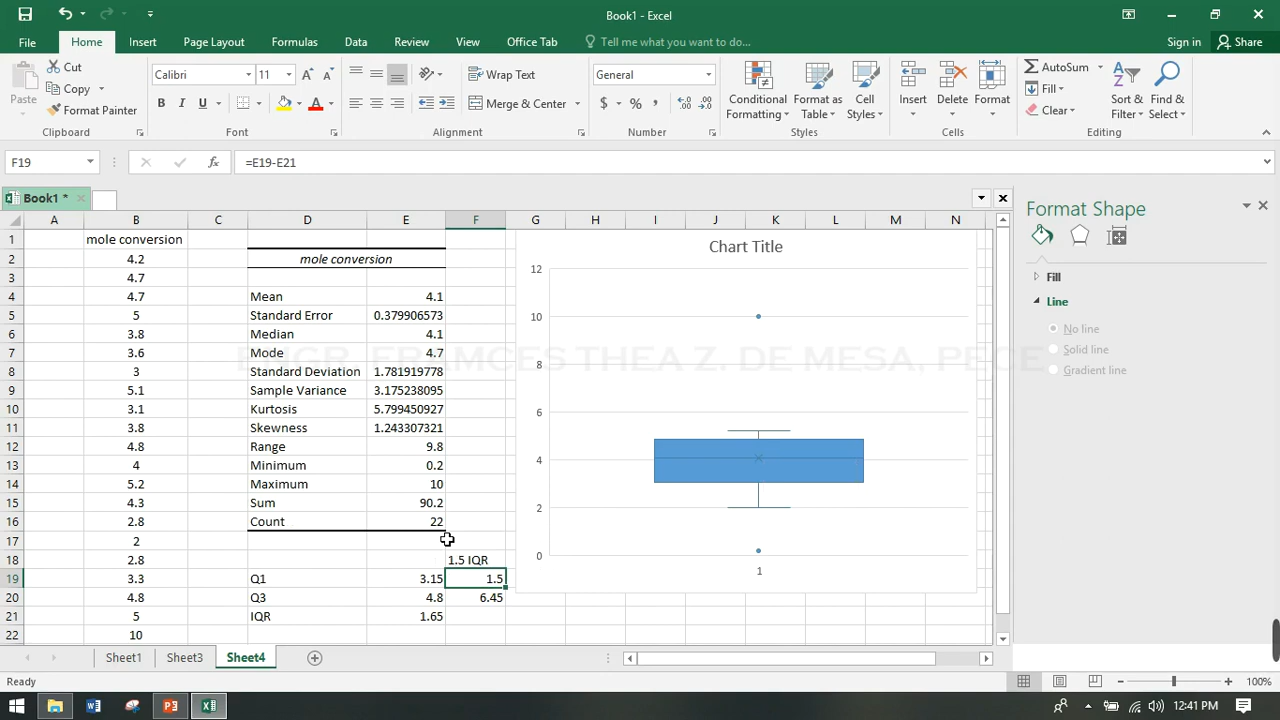 Book1 - Excel
File Home Insert Page Layout Formulas Data Review View Office Tab Tell me what you want to do... Sign in Share
Cut
Copy
Format Painter
Paste
Calibri 11
B I U
Wrap Text
Merge & Center
General
$ % ,
Conditional Formatting
Format as Table
Cell Styles
Insert Delete Format
AutoSum
Fill
Clear
Sort & Filter
Find & Select
Clipboard Font Alignment Number Styles Cells Editing
F19 fx =E19-E21
Book1 *
Format Shape
Fill
Line
No line
Solid line
Gradient line
A B C D E F G H I J K L M N
1 mole conversion
2 4.2 mole conversion
3 4.7
4 4.7 Mean 4.1
5 5 Standard Error 0.379906573
6 3.8 Median 4.1
7 3.6 Mode 4.7
8 3 Standard Deviation 1.781919778
9 5.1 Sample Variance 3.175238095
10 3.1 Kurtosis 5.799450927
11 3.8 Skewness 1.243307321
12 4.8 Range 9.8
13 4 Minimum 0.2
14 5.2 Maximum 10
15 4.3 Sum 90.2
16 2.8 Count 22
17 2
18 2.8 1.5 IQR
19 3.3 Q1 3.15 1.5
20 4.8 Q3 4.8 6.45
21 5 IQR 1.65
22 10
Chart Title
12
10
8
6
4
2
0
1
ENGR. FRAMCES THEA Z. DE MESA, PECE
Sheet1 Sheet3 Sheet4
Ready
100%
12:41 PM